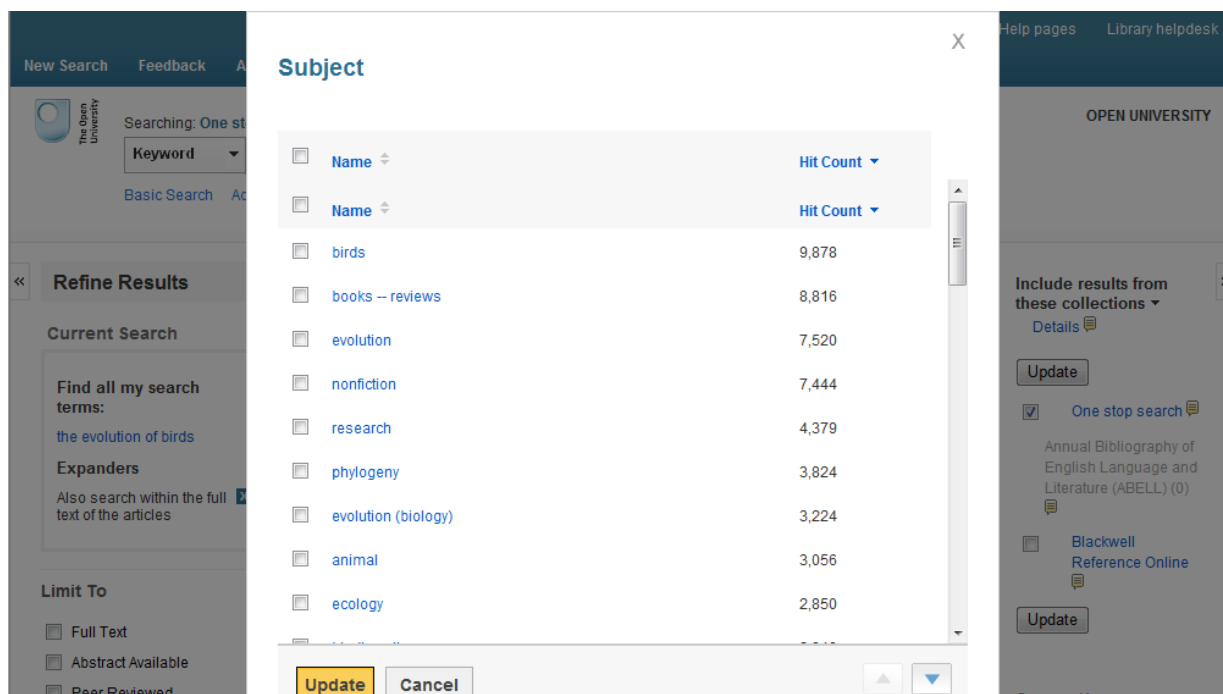 Help pages Library helpdesk
New Search Feedback A
X
Subject
The Open
University
Searching: One st
OPEN UNIVERSITY
Keyword
Basic Search Ad
Name Hit Count
Name Hit Count
birds 9,878
books -- reviews 8,816
evolution 7,520
nonfiction 7,444
research 4,379
phylogeny 3,824
evolution (biology) 3,224
animal 3,056
ecology 2,850
Update Cancel
« Refine Results
Current Search
Find all my search
terms:
the evolution of birds
Expanders
Also search within the full
text of the articles
Limit To
Full Text
Abstract Available
Peer Reviewed
Include results from
these collections
Details
Update
One stop search
Annual Bibliography of
English Language and
Literature (ABELL) (0)
Blackwell
Reference Online
Update